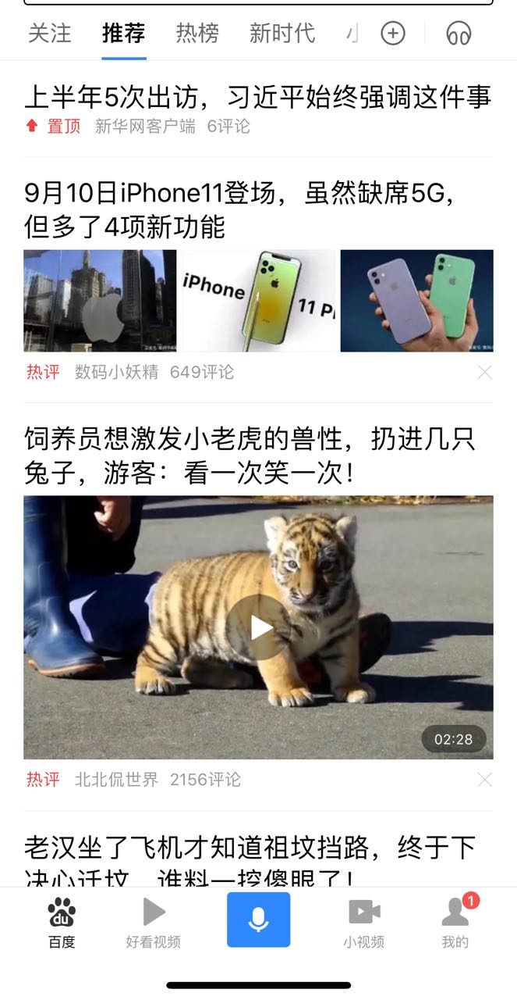 关注 推荐 热榜 新时代
上半年5次出访，习近平始终强调这件事
置顶 新华网客户端 6评论
9月10日iPhone11登场，虽然缺席5G，
但多了4项新功能
iPhone 11 P
热评 数码小妖精 649评论
饲养员想激发小老虎的兽性，扔进几只
兔子，游客：看一次笑一次！
02:28
热评 北北侃世界 2156评论
老汉坐了飞机才知道祖坟挡路，终于下
决心迁坟，谁料一挖傻眼了！
du 1
百度 好看视频 小视频 我的